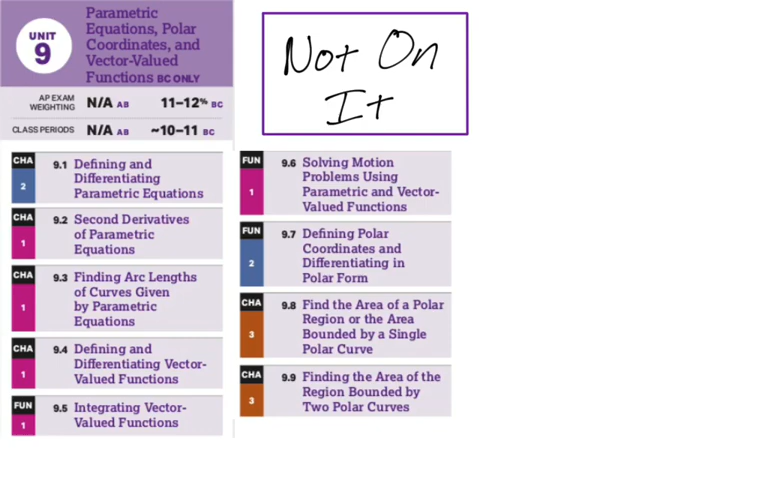 UNIT
9
Parametric
Equations, Polar
Coordinates, and
Vector-Valued
Functions BC ONLY
AP EXAM
WEIGHTING
N/A AB
11–12% BC
CLASS PERIODS
N/A AB
~10–11 BC
Not On
It
CHA
2
9.1 Defining and
Differentiating
Parametric Equations
CHA
1
9.2 Second Derivatives
of Parametric
Equations
CHA
1
9.3 Finding Arc Lengths
of Curves Given
by Parametric
Equations
CHA
1
9.4 Defining and
Differentiating Vector-
Valued Functions
FUN
1
9.5 Integrating Vector-
Valued Functions
FUN
1
9.6 Solving Motion
Problems Using
Parametric and Vector-
Valued Functions
FUN
2
9.7 Defining Polar
Coordinates and
Differentiating in
Polar Form
CHA
3
9.8 Find the Area of a Polar
Region or the Area
Bounded by a Single
Polar Curve
CHA
3
9.9 Finding the Area of the
Region Bounded by
Two Polar Curves